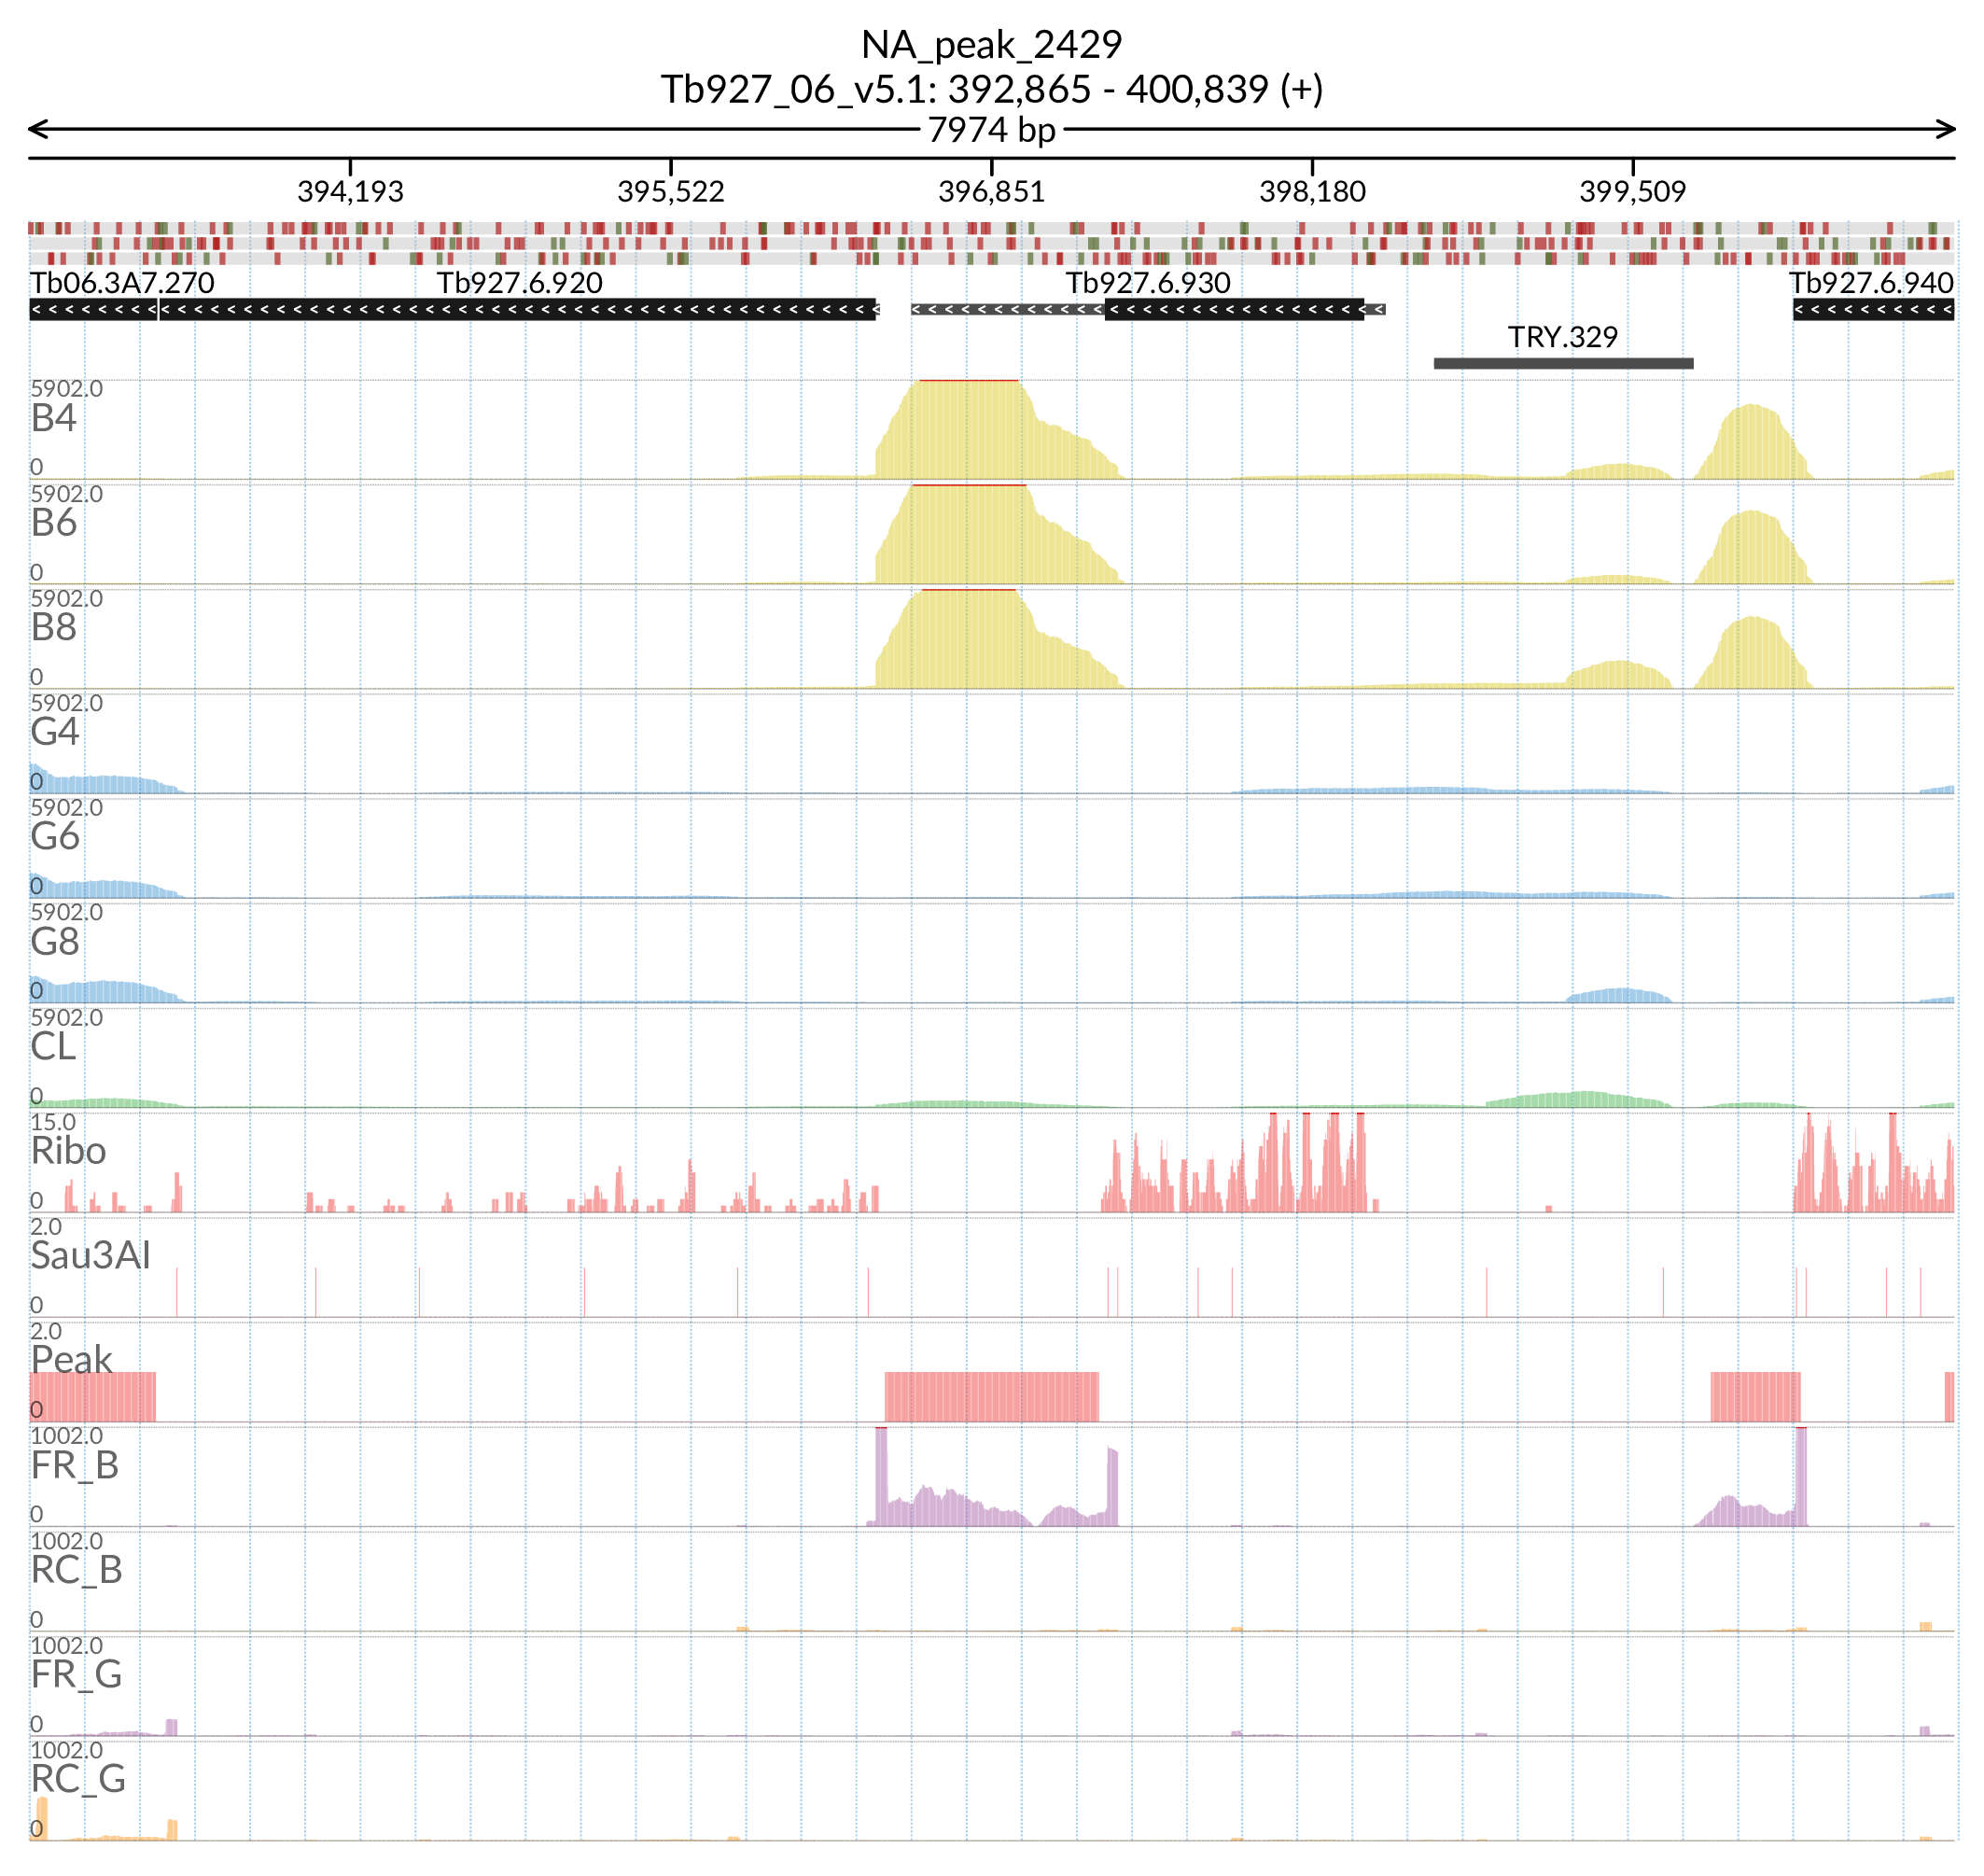 NA_peak_2429
Tb927_06_v5.1: 392,865 - 400,839 (+)
7974 bp
394,193 395,522 396,851 398,180 399,509
Tb06.3A7.270 Tb927.6.920 Tb927.6.930 Tb927.6.940
TRY.329
5902.0
B4
0
5902.0
B6
0
5902.0
B8
0
5902.0
G4
0
5902.0
G6
0
5902.0
G8
0
5902.0
CL
0
15.0
Ribo
0
2.0
Sau3AI
0
2.0
Peak
0
1002.0
FR_B
0
1002.0
RC_B
0
1002.0
FR_G
0
1002.0
RC_G
0